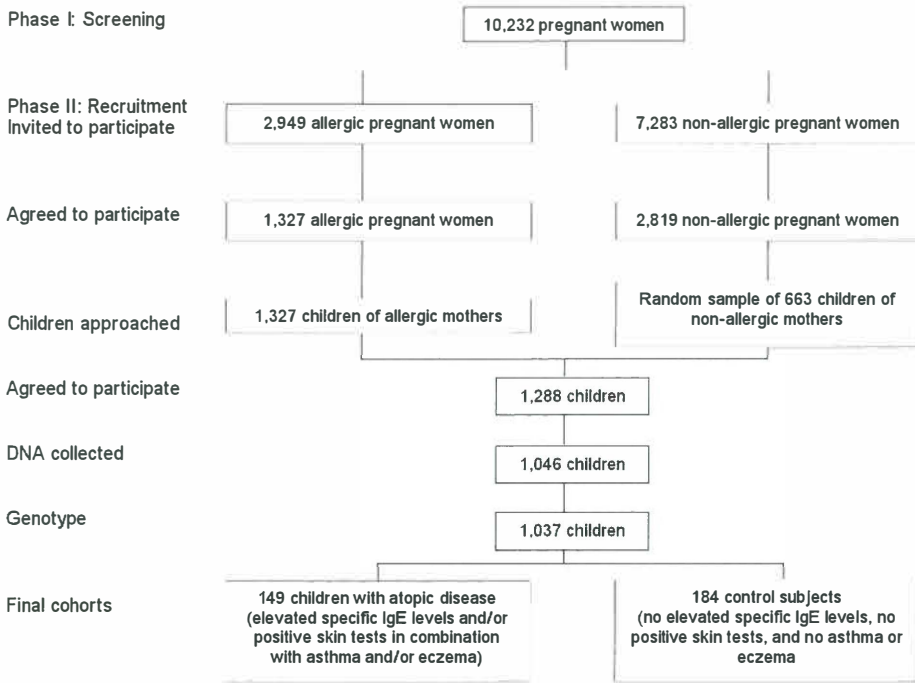 Phase I: Screening
10,232 pregnant women
Phase II: Recruitment
Invited to participate
2,949 allergic pregnant women
7,283 non-allergic pregnant women
Agreed to participate
1,327 allergic pregnant women
2,819 non-allergic pregnant women
Children approached
1,327 children of allergic mothers
Random sample of 663 children of
non-allergic mothers
Agreed to participate
1,288 children
DNA collected
1,046 children
Genotype
1,037 children
Final cohorts
149 children with atopic disease
(elevated specific IgE levels and/or
positive skin tests in combination
with asthma and/or eczema)
184 control subjects
(no elevated specific IgE levels, no
positive skin tests, and no asthma or
eczema